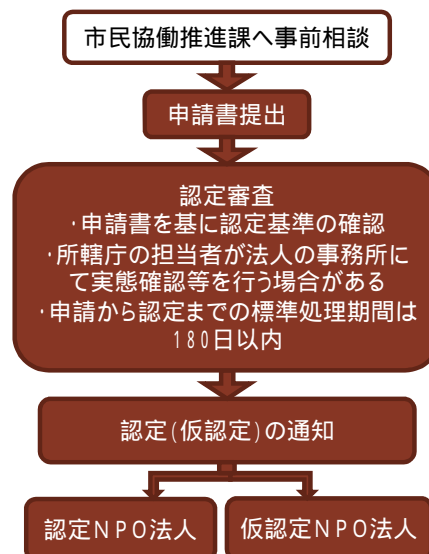 市民協働推進課へ事前相談
申請書提出
認定審査
・申請書を基に認定基準の確認
・所轄庁の担当者が法人の事務所に
て実態確認等を行う場合がある
・申請から認定までの標準処理期間は
180日以内
認定(仮認定)の通知
認定NPO法人
仮認定NPO法人